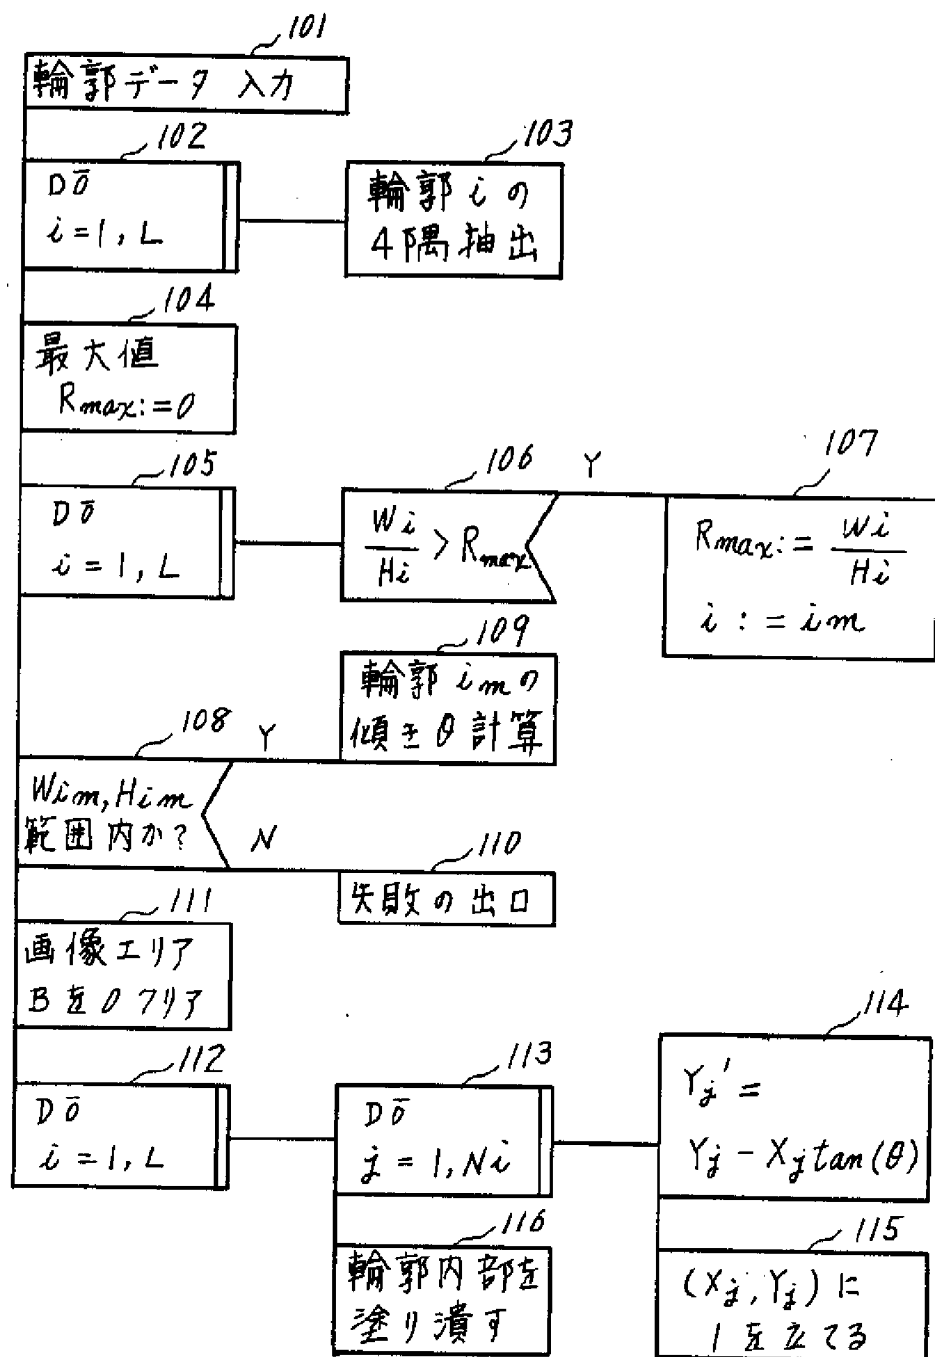 101
輪郭データ 入力
102
DO
i=1, L
103
輪郭 i の
4隅抽出
104
最大値
Rmax:=0
105
DO
i=1, L
106
Wi/Hi > Rmax
Y
107
Rmax:= Wi/Hi
i := im
108
Wim, Him
範囲内か?
Y
109
輪郭 im の
傾き θ 計算
N
110
失敗の出口
111
画像エリア
Bを0クリア
112
DO
i=1, L
113
DO
j=1, Ni
114
Yj'=
Yj-Xjtan(θ)
115
(Xj, Yj)に
1を立てる
116
輪郭内部を
塗り潰す